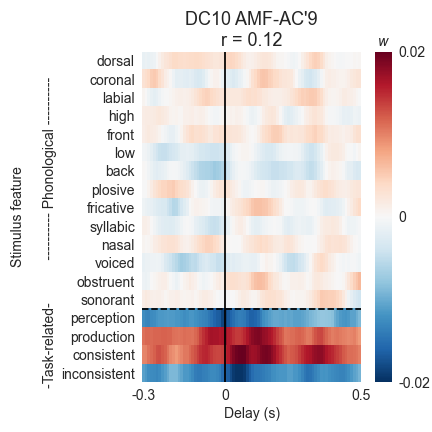 DC10 AMF-AC'9
r = 0.12
w
dorsal
coronal
labial
high
front
low
back
plosive
fricative
syllabic
nasal
voiced
obstruent
sonorant
perception
production
consistent
inconsistent
Stimulus feature
-Task-related- ---------- Phonological ----------
-0.3 0 0.5
Delay (s)
0.02
0
-0.02